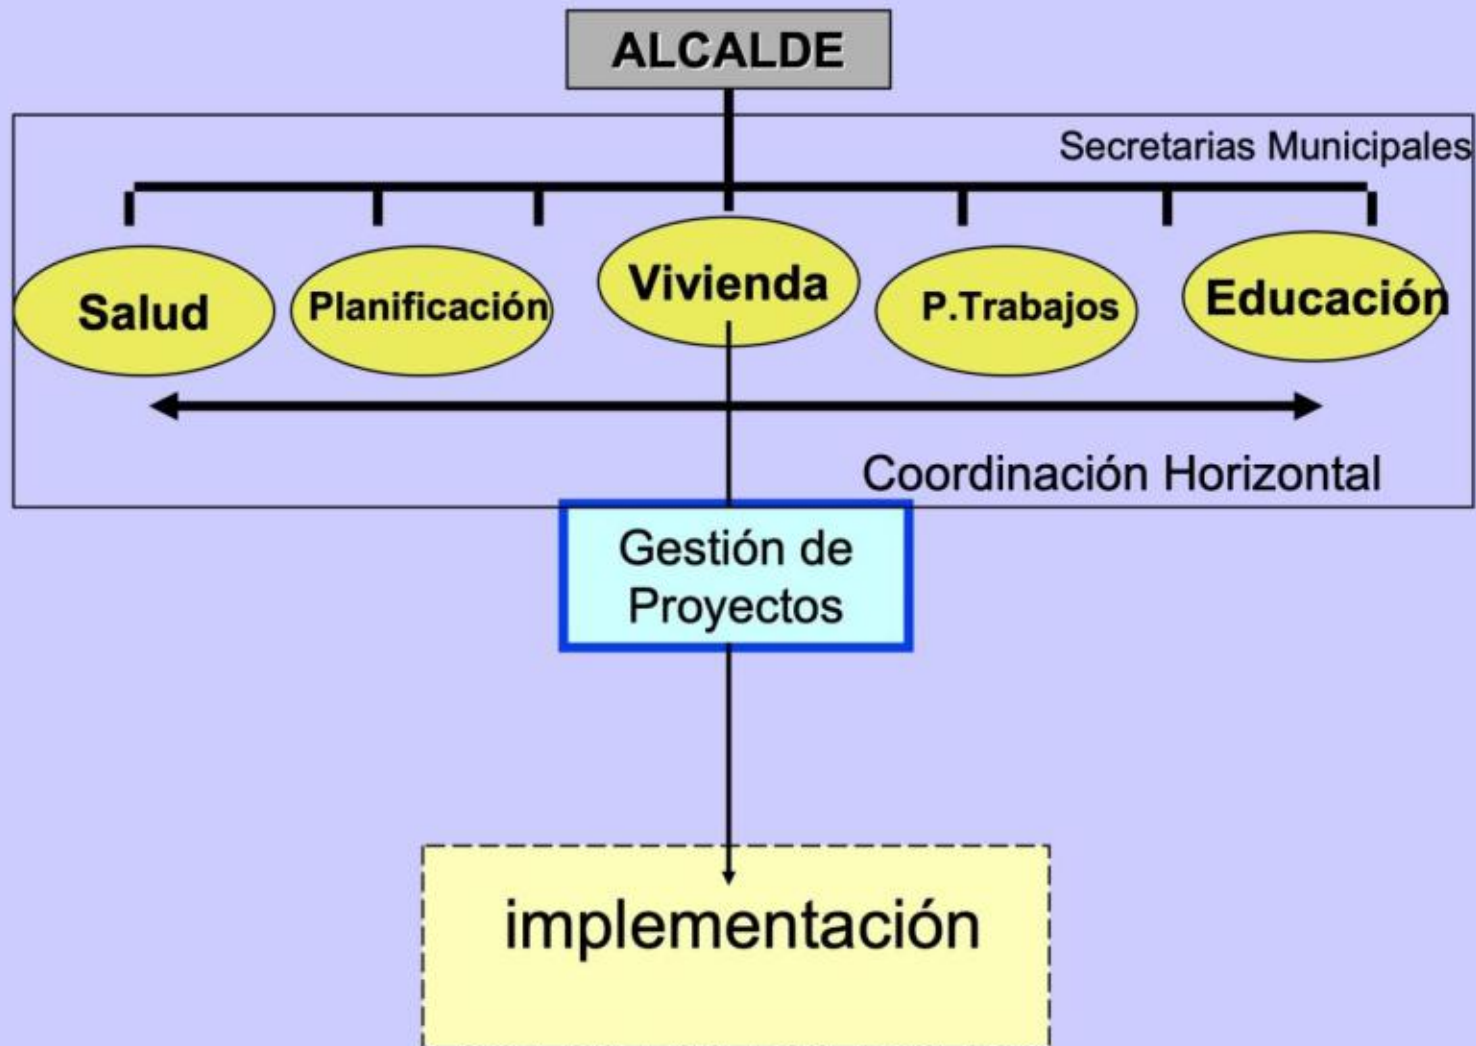 ALCALDE
Secretarias Municipales
Salud
Planificación
Vivienda
P.Trabajos
Educación
Coordinación Horizontal
Gestión de
Proyectos
implementación